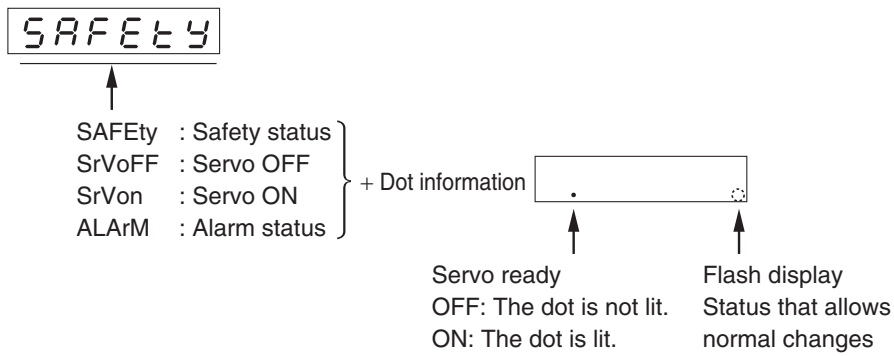 SAFEty
SAFEty : Safety status
SrVoFF : Servo OFF
SrVon : Servo ON
ALArM : Alarm status
+ Dot information
Servo ready
OFF: The dot is not lit.
ON: The dot is lit.
Flash display
Status that allows
normal changes